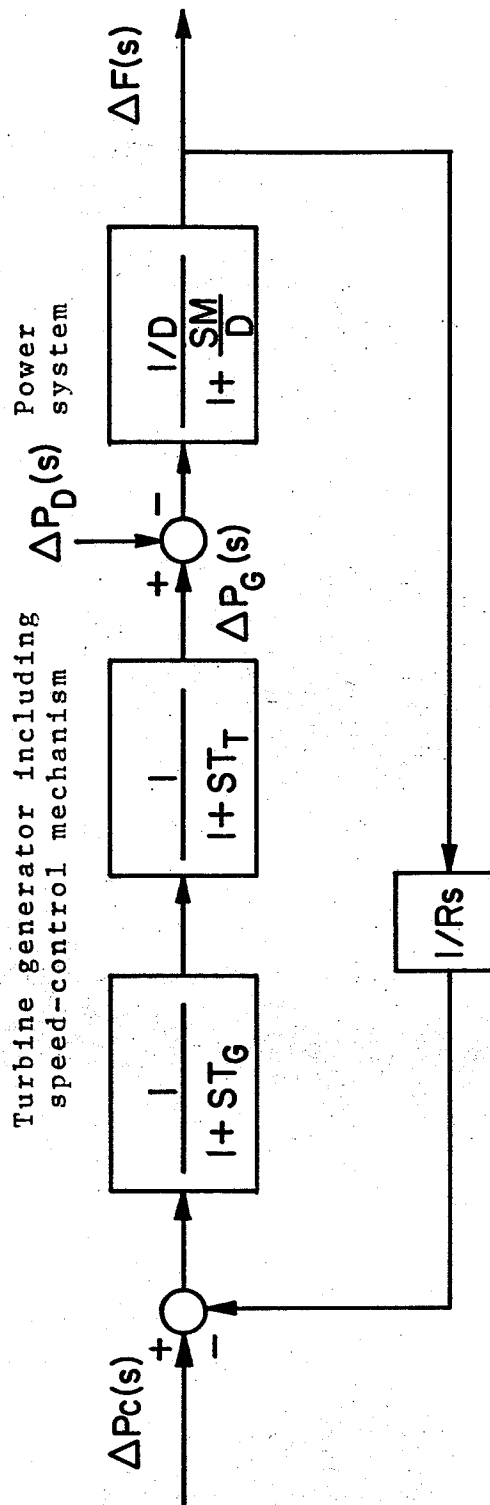 Turbine generator including
speed-control mechanism
Power
system
ΔPc(s)
+
-
1
1+ST_G
1
1+ST_T
ΔP_G(s)
+
ΔP_D(s)
-
1/D
1+ SM/D
ΔF(s)
1/Rs